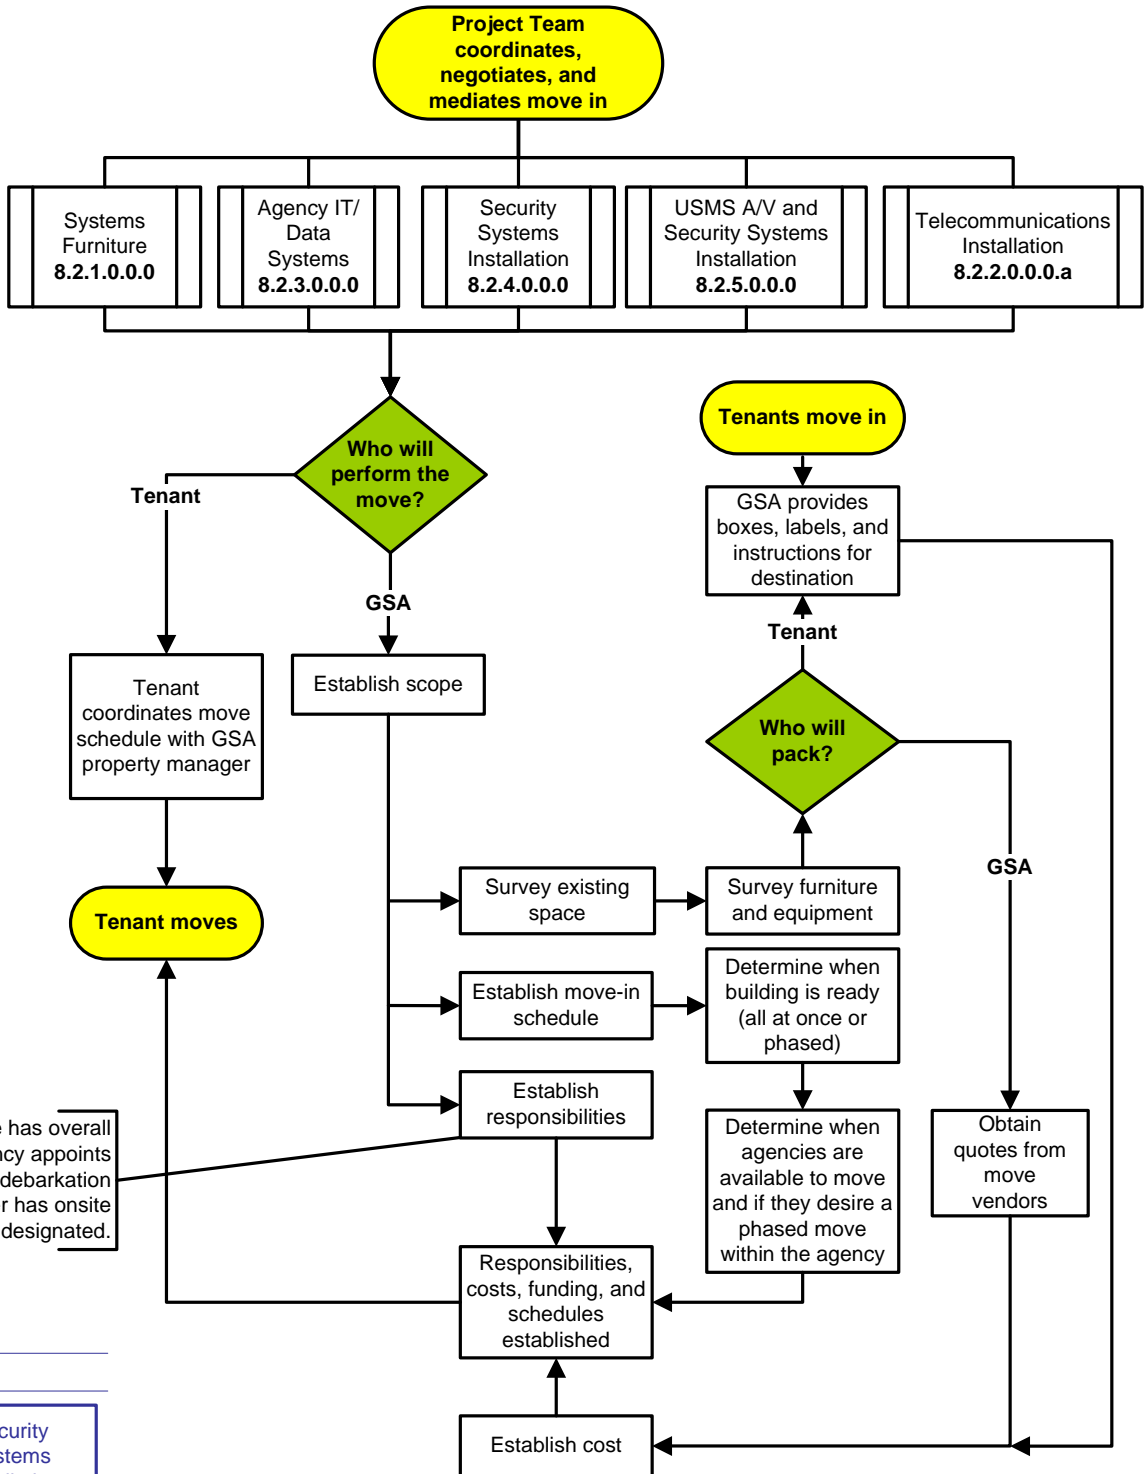 Project Team
coordinates,
negotiates, and
mediates move in
Systems
Furniture
8.2.1.0.0.0
Agency IT/
Data
Systems
8.2.3.0.0.0
Security
Systems
Installation
8.2.4.0.0.0
USMS A/V and
Security Systems
Installation
8.2.5.0.0.0
Telecommunications
Installation
8.2.2.0.0.0.a
Who will
perform the
move?
Tenant
GSA
Tenant
coordinates move
schedule with GSA
property manager
Tenant moves
Establish scope
Tenants move in
GSA provides
boxes, labels, and
instructions for
destination
Tenant
Who will
pack?
GSA
Survey existing
space
Survey furniture
and equipment
Establish move-in
schedule
Determine when
building is ready
(all at once or
phased)
Establish
responsibilities
has overall
appoints
debarkation
has onsite
designated.
Determine when
agencies are
available to move
and if they desire a
phased move
within the agency
Obtain
quotes from
move
vendors
Responsibilities,
costs, funding, and
schedules
established
Establish cost